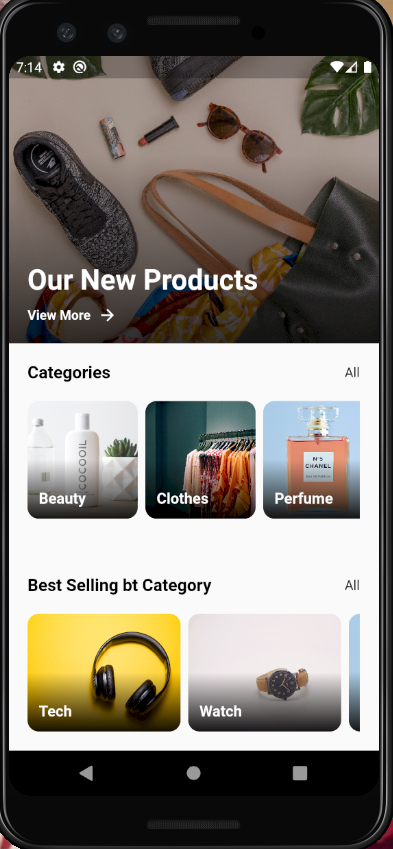 7:14
Our New Products
View More →
Categories
All
COCOOIL
Beauty
Clothes
N°5
CHANEL
Perfume
Best Selling bt Category
All
Tech
Watch